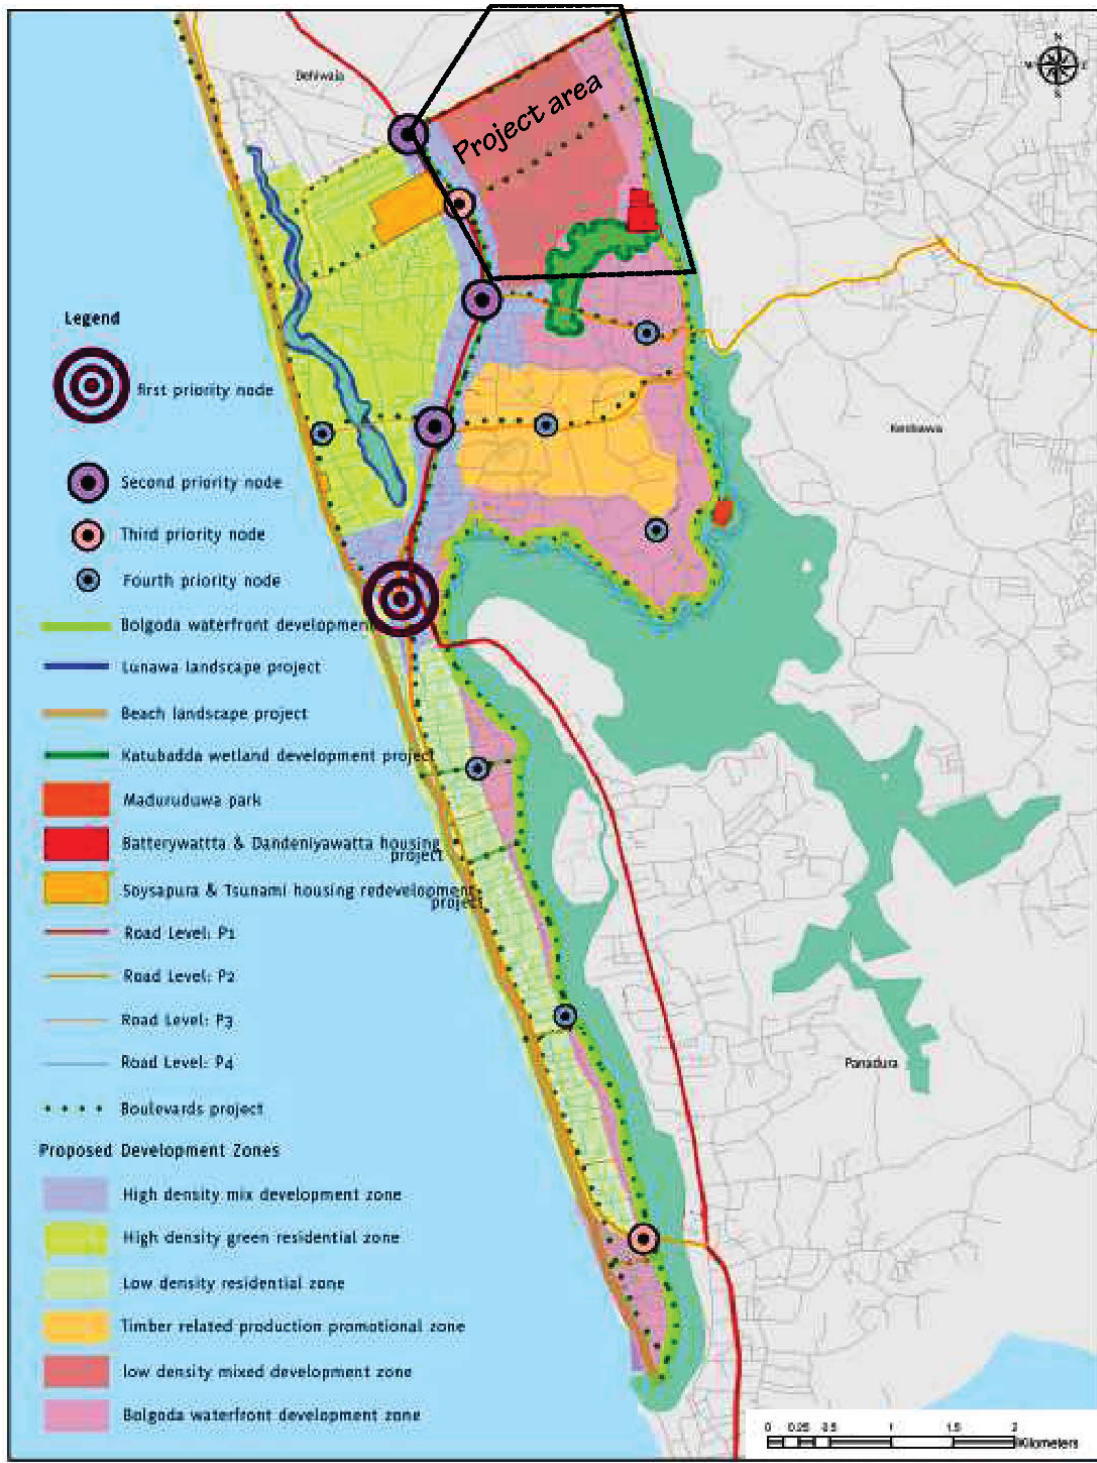 Dehiwala
Project area
N
W
E
S
Legend
first priority node
Second priority node
Third priority node
Fourth priority node
Bolgoda waterfront development
Lunawa landscape project
Beach landscape project
Katubadda wetland development project
Maduruduwa park
Batterywattta & Dandeniyawatta housing
project
Soysapura & Tsunami housing redevelopment
project
Road Level: P1
Road Level: P2
Road Level: P3
Road Level: P4
Boulevards project
Proposed Development Zones
High density mix development zone
High density green residential zone
Low density residential zone
Timber related production promotional zone
low density mixed development zone
Bolgoda waterfront development zone
Kesbawa
Panadura
0 0.25 0.5 1 1.5 2
Kilometers